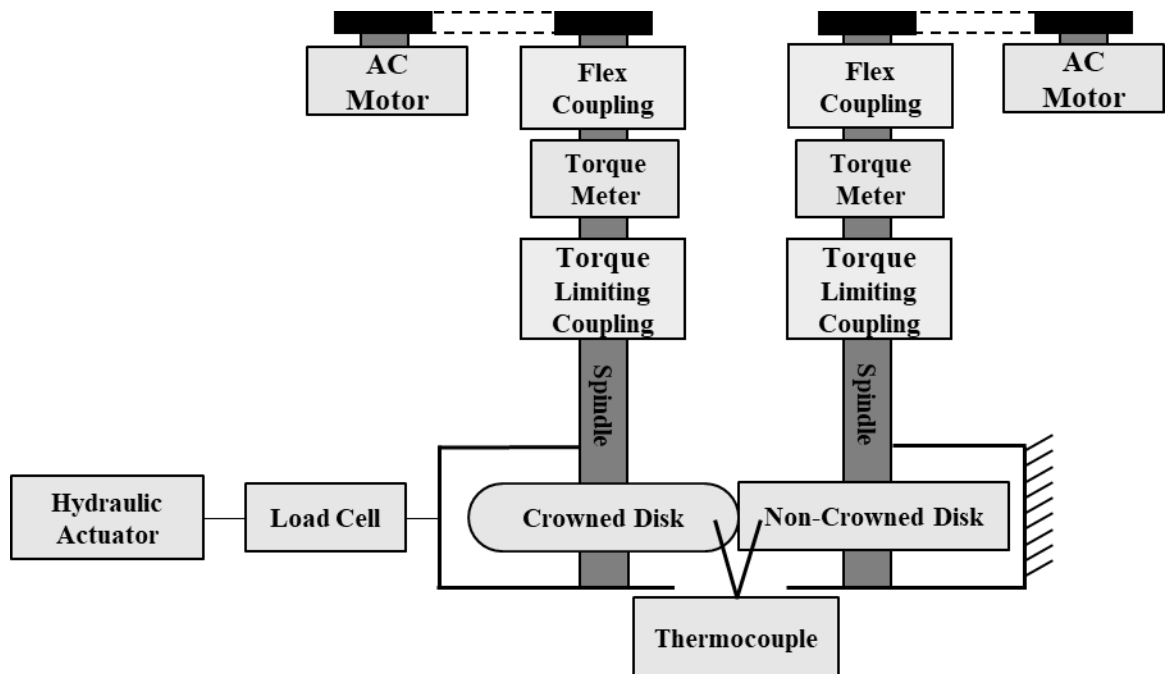 AC
Motor
Flex
Coupling
Flex
Coupling
AC
Motor
Torque
Meter
Torque
Meter
Torque
Limiting
Coupling
Torque
Limiting
Coupling
Spindle
Spindle
Hydraulic
Actuator
Load Cell
Crowned Disk
Non-Crowned Disk
Thermocouple